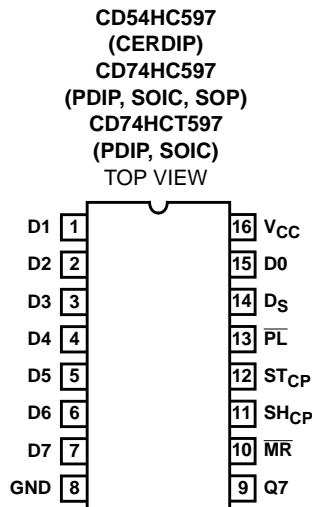 CD54HC597
(CERDIP)
CD74HC597
(PDIP, SOIC, SOP)
CD74HCT597
(PDIP, SOIC)
TOP VIEW
D1 1 16 VCC
D2 2 15 D0
D3 3 14 DS
D4 4 13 P̅L̅
D5 5 12 STCP
D6 6 11 SHCP
D7 7 10 M̅R̅
GND 8 9 Q7